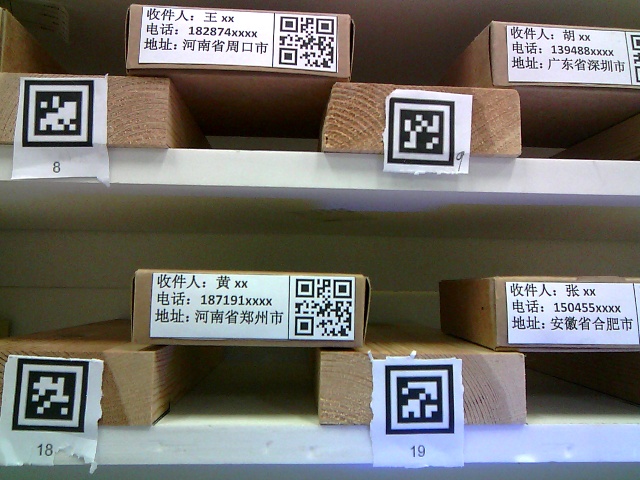 收件人：王 xx
电话：182874xxxx
地址：河南省周口市
收件人：胡 xx
电话：139488xxxx
地址：广东省深圳市
8
9
收件人：黄 xx
电话：187191xxxx
地址：河南省郑州市
收件人：张 xx
电话：150455xxxx
地址：安徽省合肥市
18
19